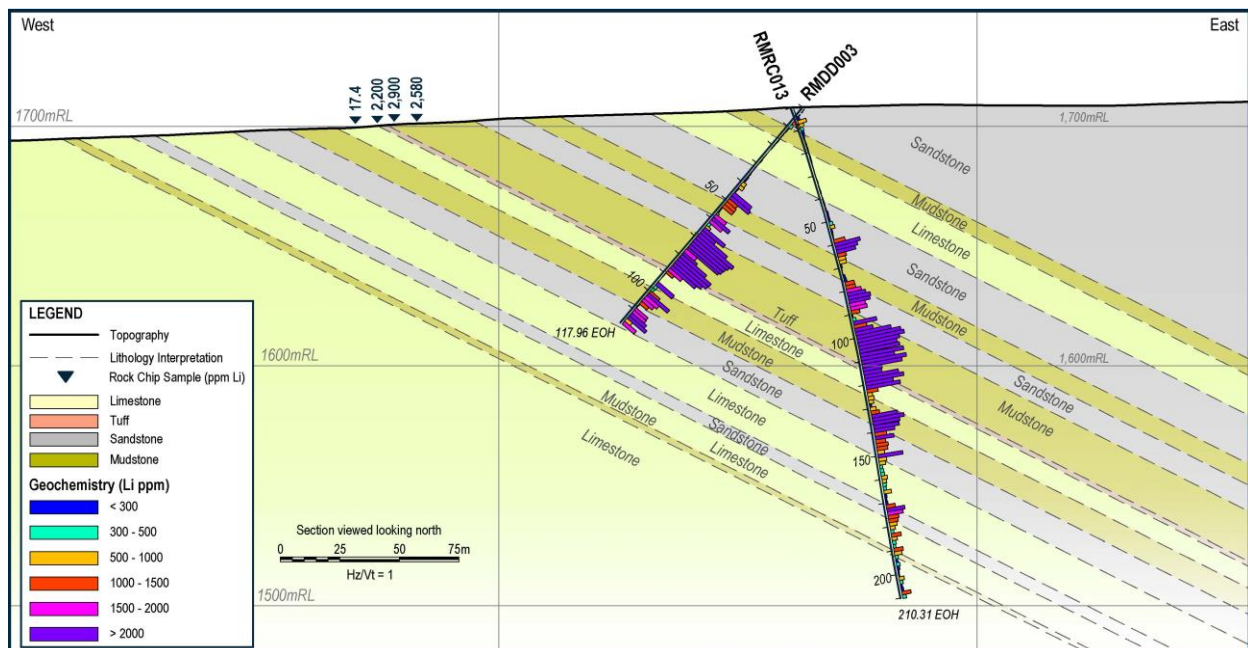 West
East
17.4
2,200
2,900
2,580
RMRC013
RMDD003
1700mRL
1,700mRL
Sandstone
Mudstone
Limestone
Sandstone
Mudstone
Sandstone
Mudstone
Tuff
Limestone
Mudstone
Sandstone
Limestone
Sandstone
Limestone
Mudstone
Limestone
50
100
117.96 EOH
50
100
150
200
210.31 EOH
1600mRL
1,600mRL
1500mRL
LEGEND
Topography
Lithology Interpretation
Rock Chip Sample (ppm Li)
Limestone
Tuff
Sandstone
Mudstone
Geochemistry (Li ppm)
< 300
300 - 500
500 - 1000
1000 - 1500
1500 - 2000
> 2000
Section viewed looking north
0 25 50 75m
Hz/Vt = 1